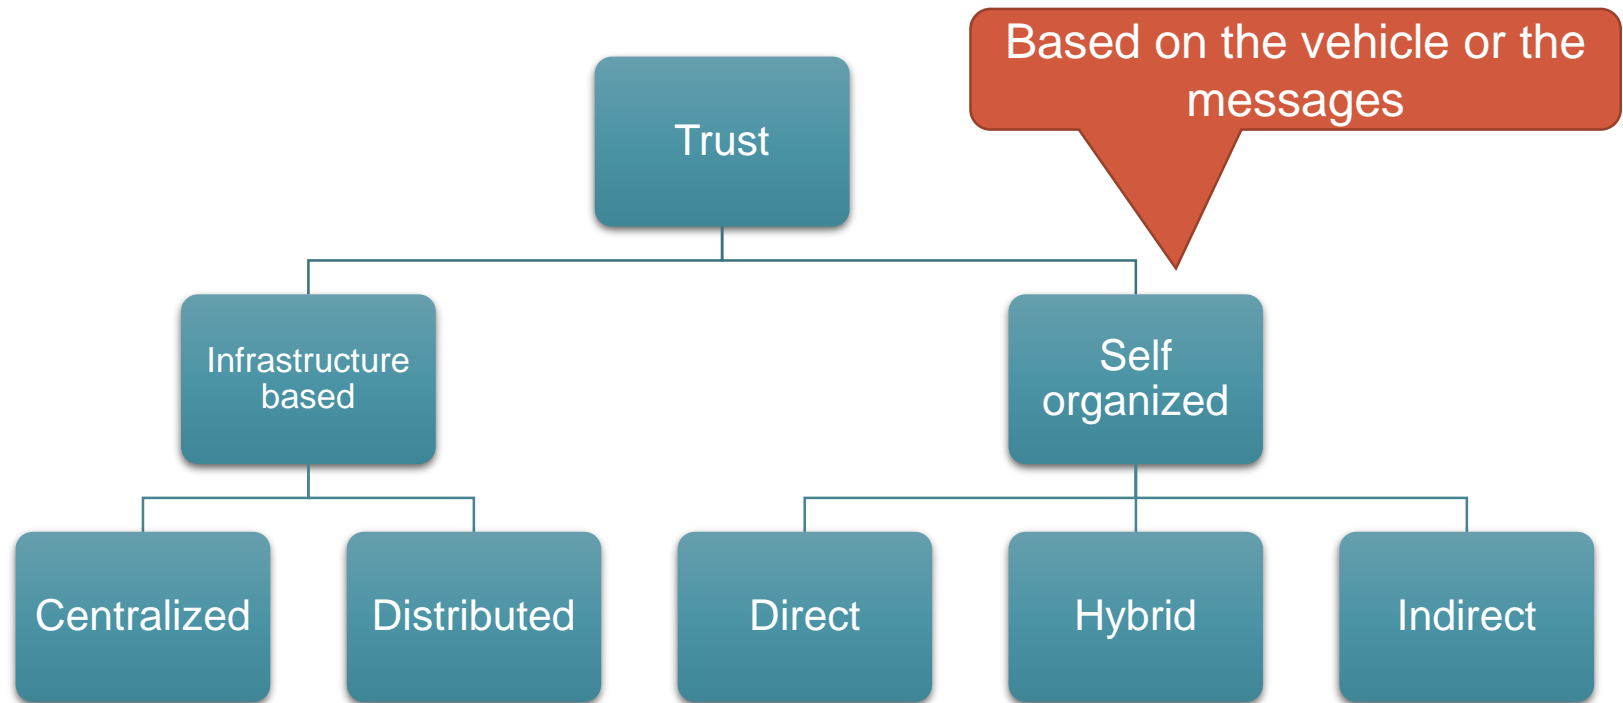 Based on the vehicle or the
messages
Trust
Infrastructure
based
Self
organized
Centralized
Distributed
Direct
Hybrid
Indirect